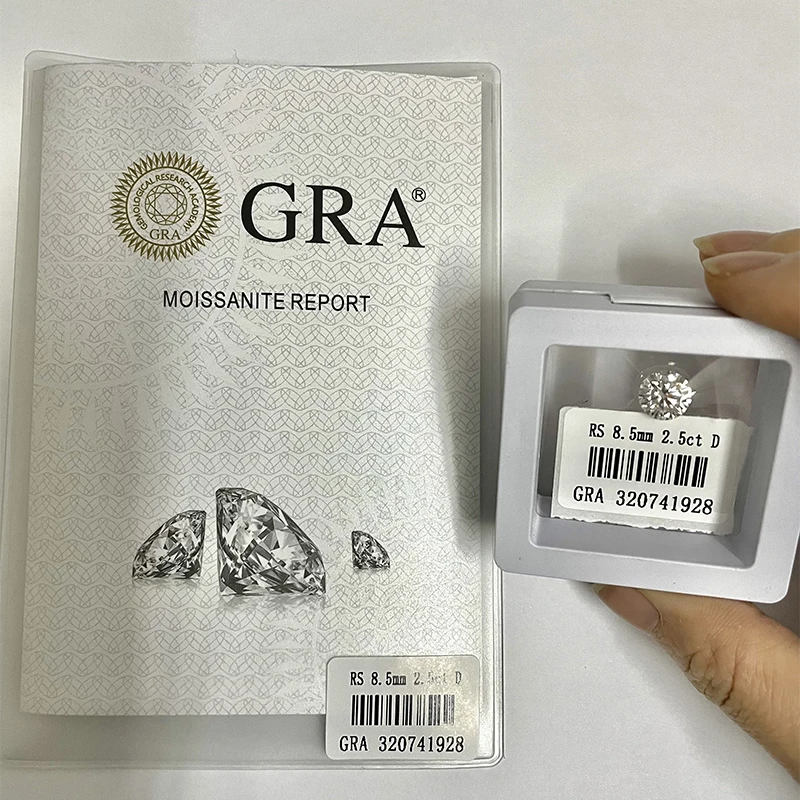 GEMOLOGICAL RESEARCH ACADEMY
GRA
GRA®
MOISSANITE REPORT
RS 8.5mm 2.5ct D
GRA 320741928
RS 8.5mm 2.5ct D
GRA 320741928